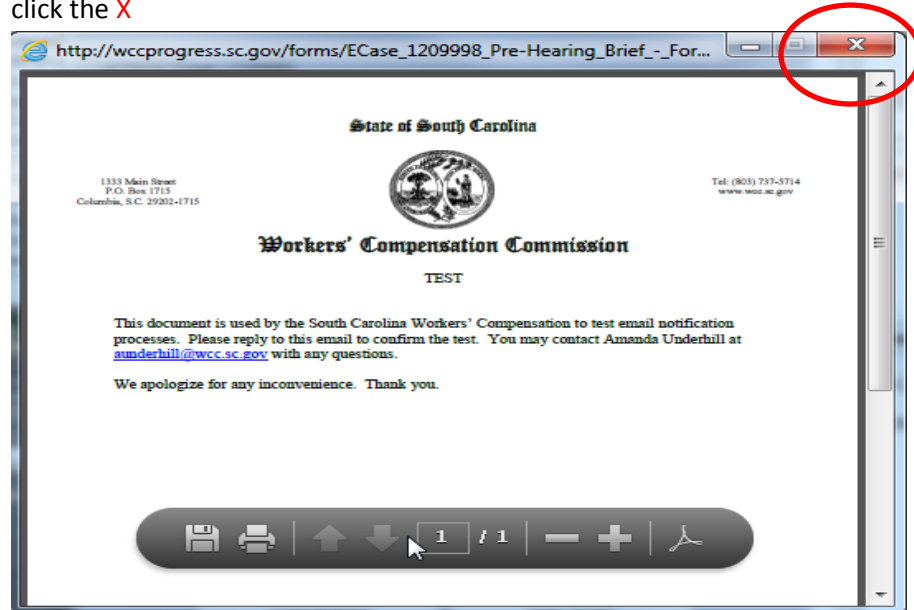 click the X
http://wccprogress.sc.gov/forms/ECase_1209998_Pre-Hearing_Brief_-_For...
State of South Carolina
1333 Main Street
P.O. Box 1715
Columbia, S.C. 29202-1715
Tel: (803) 737-5714
www.wcc.sc.gov
Workers' Compensation Commission
TEST
This document is used by the South Carolina Workers' Compensation to test email notification
processes. Please reply to this email to confirm the test. You may contact Amanda Underhill at
aunderhill@wcc.sc.gov with any questions.
We apologize for any inconvenience. Thank you.
1 / 1